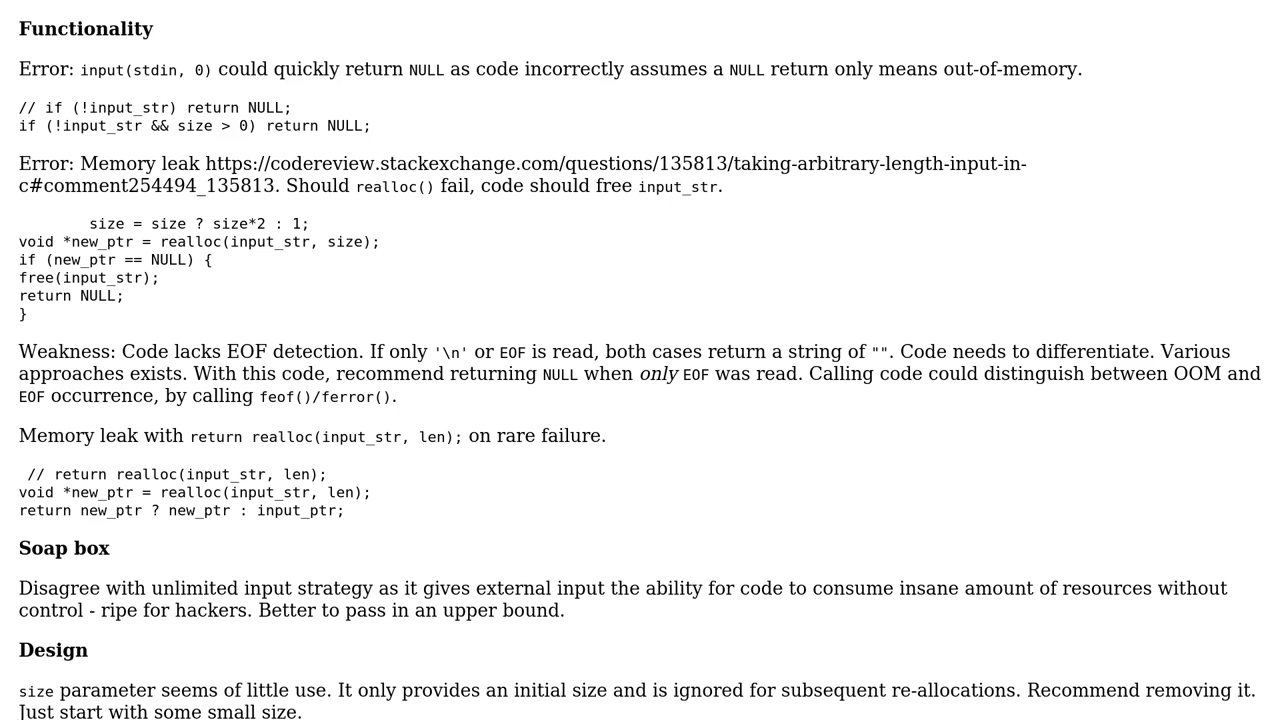 Functionality
Error: input(stdin, 0) could quickly return NULL as code incorrectly assumes a NULL return only means out-of-memory.
// if (!input_str) return NULL;
if (!input_str && size > 0) return NULL;
Error: Memory leak https://codereview.stackexchange.com/questions/135813/taking-arbitrary-length-input-in-
c#comment254494_135813. Should realloc() fail, code should free input_str.
        size = size ? size*2 : 1;
void *new_ptr = realloc(input_str, size);
if (new_ptr == NULL) {
free(input_str);
return NULL;
}
Weakness: Code lacks EOF detection. If only '\n' or EOF is read, both cases return a string of "". Code needs to differentiate. Various
approaches exists. With this code, recommend returning NULL when only EOF was read. Calling code could distinguish between OOM and
EOF occurrence, by calling feof()/ferror().
Memory leak with return realloc(input_str, len); on rare failure.
 // return realloc(input_str, len);
void *new_ptr = realloc(input_str, len);
return new_ptr ? new_ptr : input_ptr;
Soap box
Disagree with unlimited input strategy as it gives external input the ability for code to consume insane amount of resources without
control - ripe for hackers. Better to pass in an upper bound.
Design
size parameter seems of little use. It only provides an initial size and is ignored for subsequent re-allocations. Recommend removing it.
Just start with some small size.